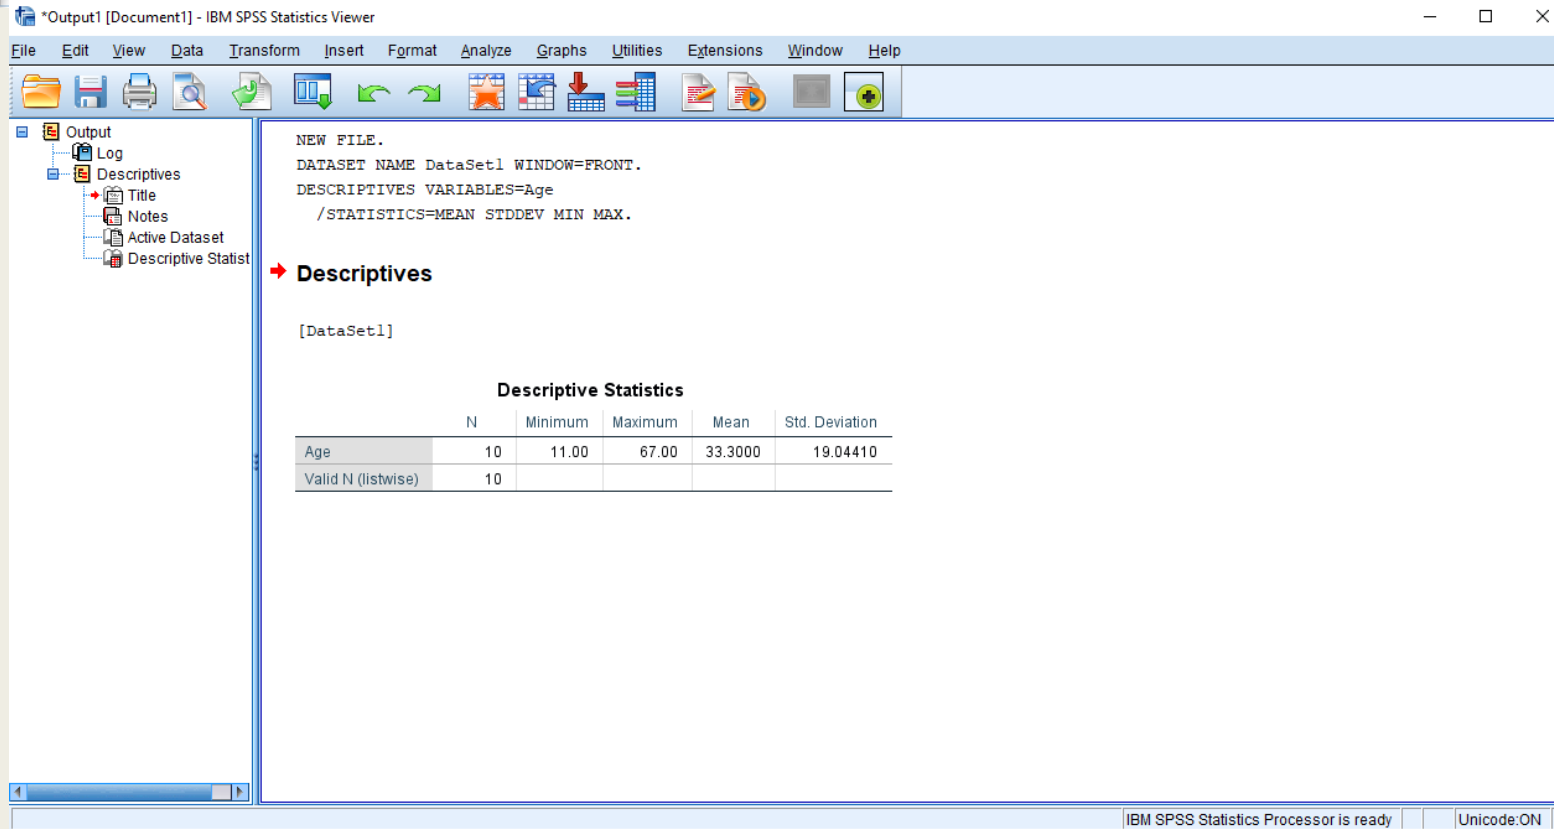 *Output1 [Document1] - IBM SPSS Statistics Viewer
File Edit View Data Transform Insert Format Analyze Graphs Utilities Extensions Window Help
Output
Log
Descriptives
Title
Notes
Active Dataset
Descriptive Statist
NEW FILE.
DATASET NAME DataSet1 WINDOW=FRONT.
DESCRIPTIVES VARIABLES=Age
/STATISTICS=MEAN STDDEV MIN MAX.
Descriptives
[DataSet1]
Descriptive Statistics
N Minimum Maximum Mean Std. Deviation
Age 10 11.00 67.00 33.3000 19.04410
Valid N (listwise) 10
IBM SPSS Statistics Processor is ready Unicode:ON